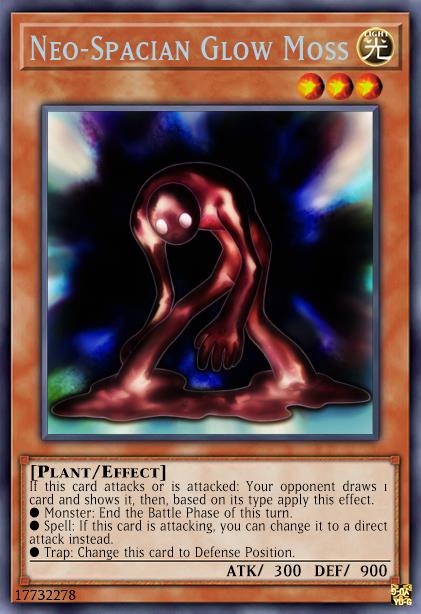 Neo-Spacian Glow Moss
LIGHT
光
[Plant/Effect]
If this card attacks or is attacked: Your opponent draws 1
card and shows it, then, based on its type apply this effect.
● Monster: End the Battle Phase of this turn.
● Spell: If this card is attacking, you can change it to a direct
attack instead.
● Trap: Change this card to Defense Position.
ATK/ 300 DEF/ 900
17732278